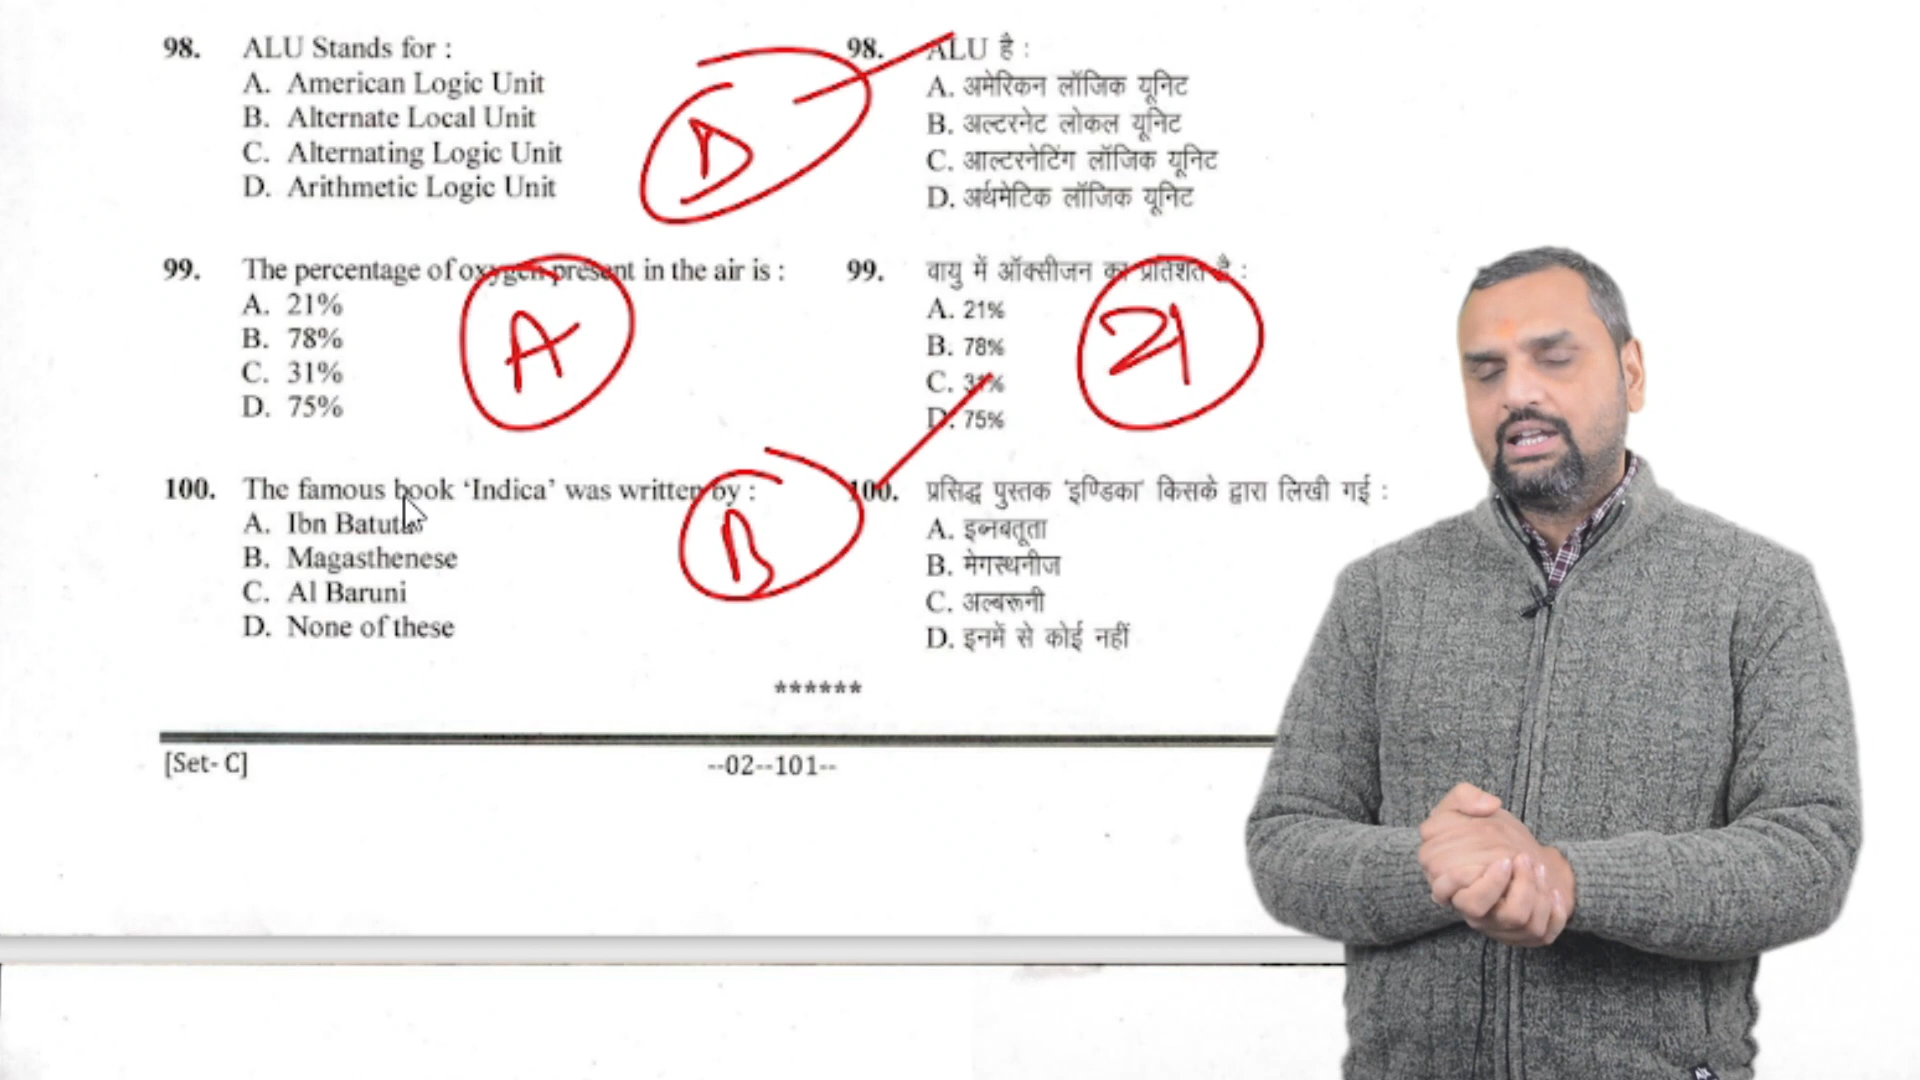 98. ALU Stands for :
A. American Logic Unit
B. Alternate Local Unit
C. Alternating Logic Unit
D. Arithmetic Logic Unit
D
98. ALU है :
A. अमेरिकन लॉजिक यूनिट
B. अल्टरनेट लोकल यूनिट
C. आल्टरनेटिंग लॉजिक यूनिट
D. अर्थमेटिक लॉजिक यूनिट
99. The percentage of oxygen present in the air is :
A. 21%
B. 78%
C. 31%
D. 75%
A
99. वायु में ऑक्सीजन का प्रतिशत है :
A. 21%
B. 78%
C. 31%
D. 75%
21
100. The famous book ‘Indica’ was written by :
A. Ibn Batutta
B. Magasthenese
C. Al Baruni
D. None of these
B
100. प्रसिद्ध पुस्तक 'इण्डिका' किसके द्वारा लिखी गई :
A. इब्नबतूता
B. मेगस्थनीज
C. अल्बरूनी
D. इनमें से कोई नहीं
******
[Set- C]
--02--101--